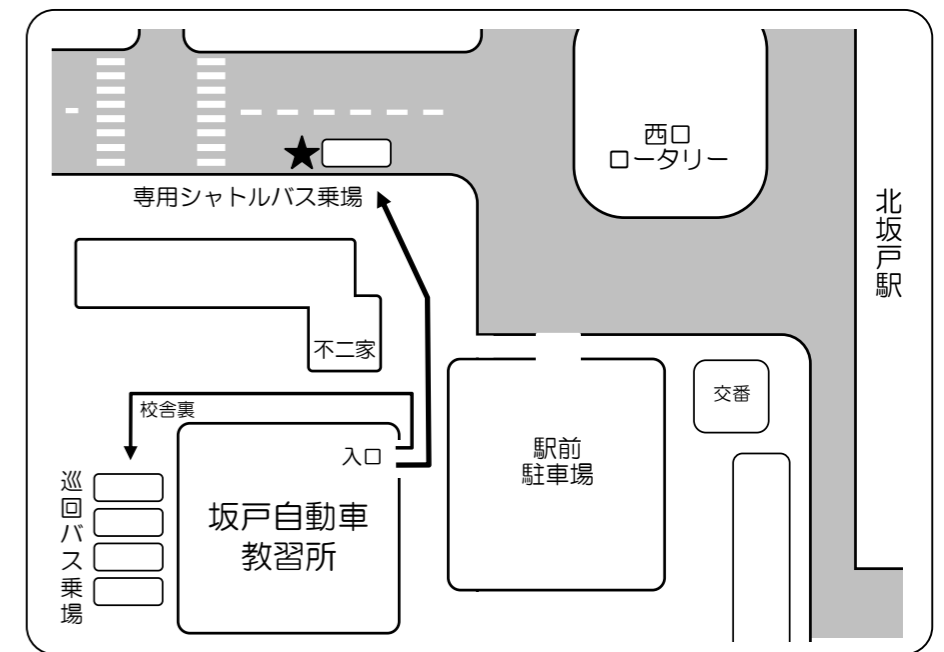 西口
ロータリー
専用シャトルバス乗場
北坂戸駅
不二家
校舎裏
交番
入口
駅前
駐車場
巡回バス乗場
坂戸自動車
教習所